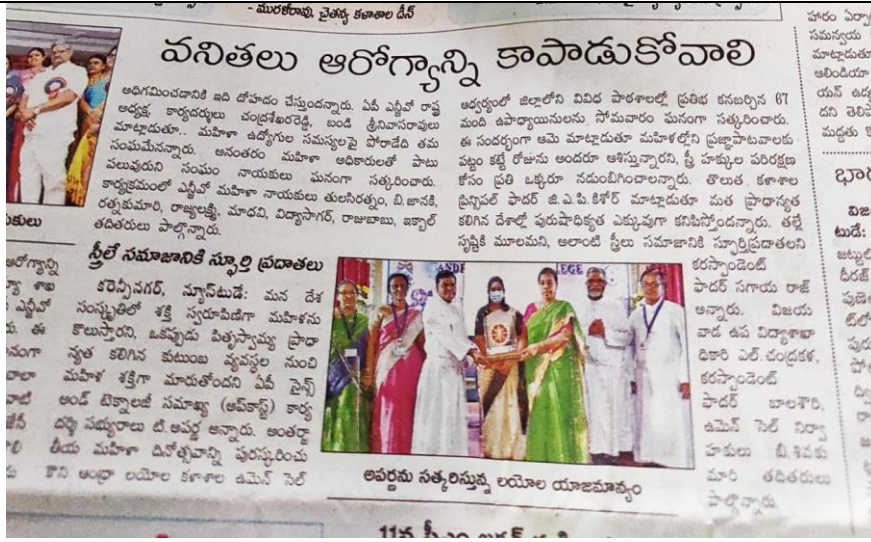 - మురళీరావు, చైతన్య కళాశాల డీన్
వనితలు ఆరోగ్యాన్ని కాపాడుకోవాలి
అధిగమించడానికి ఇది దోహదం చేస్తుందన్నారు. ఏపీ ఎన్జీవో రాష్ట్ర
అధ్యక్ష, కార్యదర్శులు చంద్రశేఖరరెడ్డి, బండి శ్రీనివాసరావులు
మాట్లాడుతూ.. మహిళా ఉద్యోగుల సమస్యలపై పోరాడేది తమ
సంఘమేనన్నారు. అనంతరం మహిళా అధికారులతో పాటు
పలువురుని సంఘం నాయకులు ఘనంగా సత్కరించారు.
కార్యక్రమంలో ఎన్జీవో మహిళా నాయకులు తులసీరత్నం, బి.జానకి,
రత్నకుమారి, రాజ్యలక్ష్మి, మాధవి, విద్యాసాగర్, రాజుబాబు, ఇక్బాల్
తదితరులు పాల్గొన్నారు.
స్త్రీలే సమాజానికి స్ఫూర్తి ప్రదాతలు
కరెన్సీనగర్, న్యూస్‌టుడే: మన దేశ
సంస్కృతిలో శక్తి స్వరూపిణిగా మహిళను
కొలుస్తారని, ఒకప్పుడు పితృస్వామ్య ప్రాధా
న్యత కలిగిన కుటుంబ వ్యవస్థల నుంచి
మహిళ శక్తిగా మారుతోందని ఏపీ సైన్స్
అండ్ టెక్నాలజీ సమాఖ్య (ఆప్‌కాస్ట్) కార్య
దర్శి సభ్యురాలు టి.అపర్ణ అన్నారు. అంతర్జా
తీయ మహిళా దినోత్సవాన్ని పురస్కరించు
కొని ఆంధ్రా లయోల కళాశాల ఉమెన్ సెల్
ఆధ్వర్యంలో జిల్లాలోని వివిధ పాఠశాలల్లో ప్రతిభ కనబర్చిన 67
మంది ఉపాధ్యాయినులను సోమవారం ఘనంగా సత్కరించారు.
ఈ సందర్భంగా ఆమె మాట్లాడుతూ మహిళల్లోని ప్రజ్ఞాపాటవాలకు
పట్టం కట్టే రోజును అందరూ ఆశిస్తున్నారని, స్త్రీ హక్కుల పరిరక్షణ
కోసం ప్రతి ఒక్కరూ నడుంబిగించాలన్నారు. తొలుత కళాశాల
ప్రిన్సిపల్ ఫాదర్ జి.ఎ.పి.కిశోర్ మాట్లాడుతూ మత ప్రాధాన్యత
కలిగిన దేశాల్లో పురుషాధిక్యత ఎక్కువుగా కనిపిస్తోందన్నారు. తల్లే
సృష్టికి మూలమని, అలాంటి స్త్రీలు సమాజానికి స్ఫూర్తిప్రదాతలని
కరస్పాండెంట్
ఫాదర్ సగాయ రాజ్
అన్నారు. విజయ
వాడ ఉప విద్యాశాఖా
ధికారి ఎల్.చంద్రకళ,
కరస్పాండెంట్
ఫాదర్ బాలశౌరి,
ఉమెన్ సెల్ నిర్వా
హకులు బి.శివకు
మారి తదితరులు
పాల్గొన్నారు.
అపర్ణను సత్కరిస్తున్న లయోల యాజమాన్యం